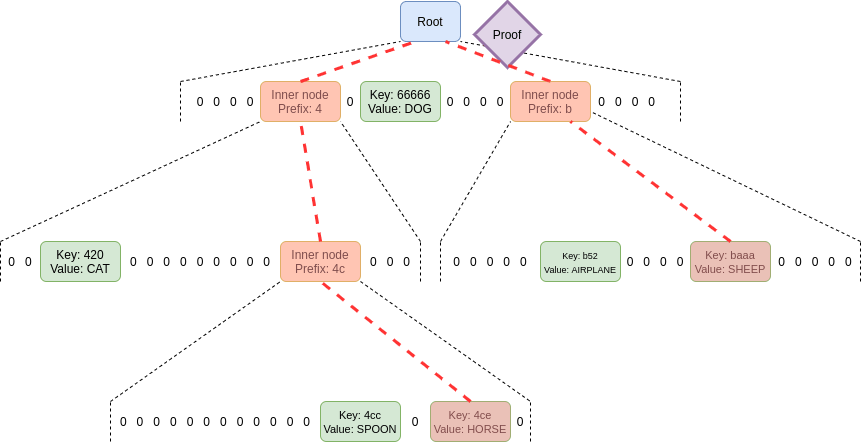 Root
Proof
0 0 0 0
Inner node
Prefix: 4
0
Key: 66666
Value: DOG
0 0 0 0
Inner node
Prefix: b
0 0 0 0
0 0
Key: 420
Value: CAT
0 0 0 0 0 0 0 0 0
Inner node
Prefix: 4c
0 0 0
0 0 0 0 0
Key: b52
Value: AIRPLANE
0 0 0 0
Key: baaa
Value: SHEEP
0 0 0 0 0
0 0 0 0 0 0 0 0 0 0 0 0
Key: 4cc
Value: SPOON
0
Key: 4ce
Value: HORSE
0